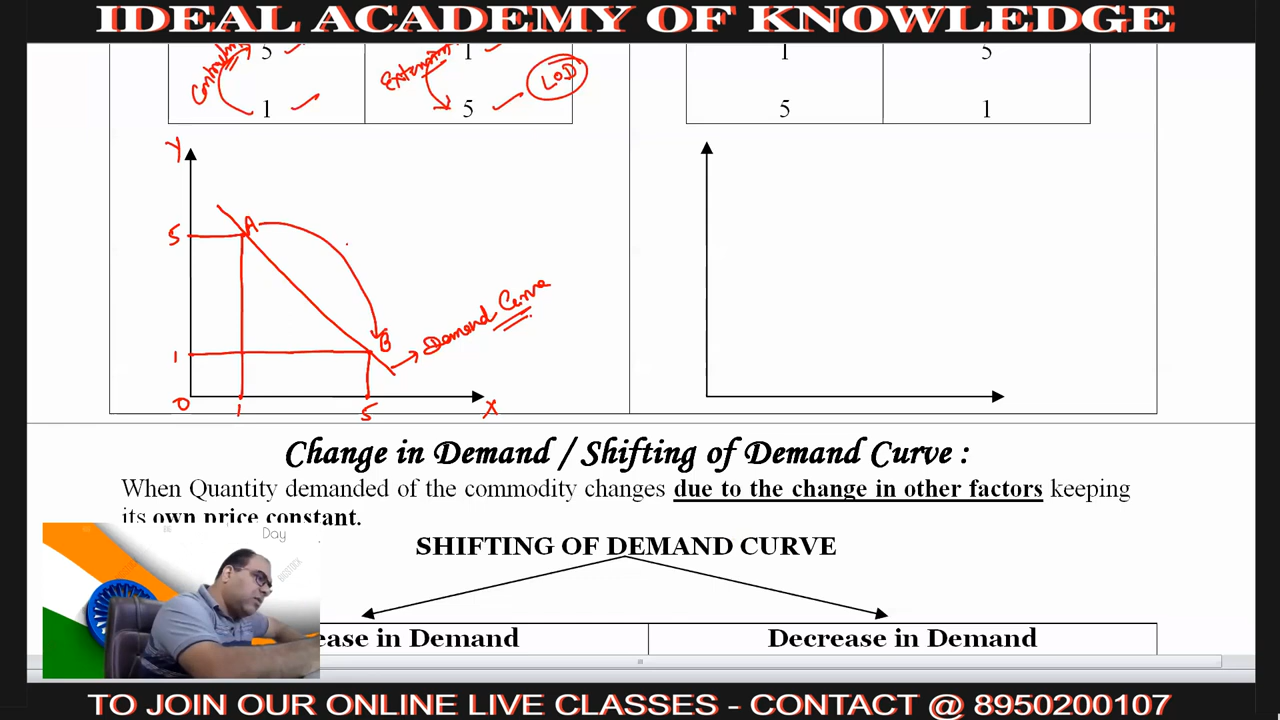 IDEAL ACADEMY OF KNOWLEDGE
5 1 1 5
Extension LOD
1 5 5 1
Y
A
5
Demand Curve
B
1
0 1 5 X
Change in Demand / Shifting of Demand Curve :
When Quantity demanded of the commodity changes due to the change in other factors keeping
its own price constant.
Day
SHIFTING OF DEMAND CURVE
ease in Demand Decrease in Demand
TO JOIN OUR ONLINE LIVE CLASSES - CONTACT @ 8950200107